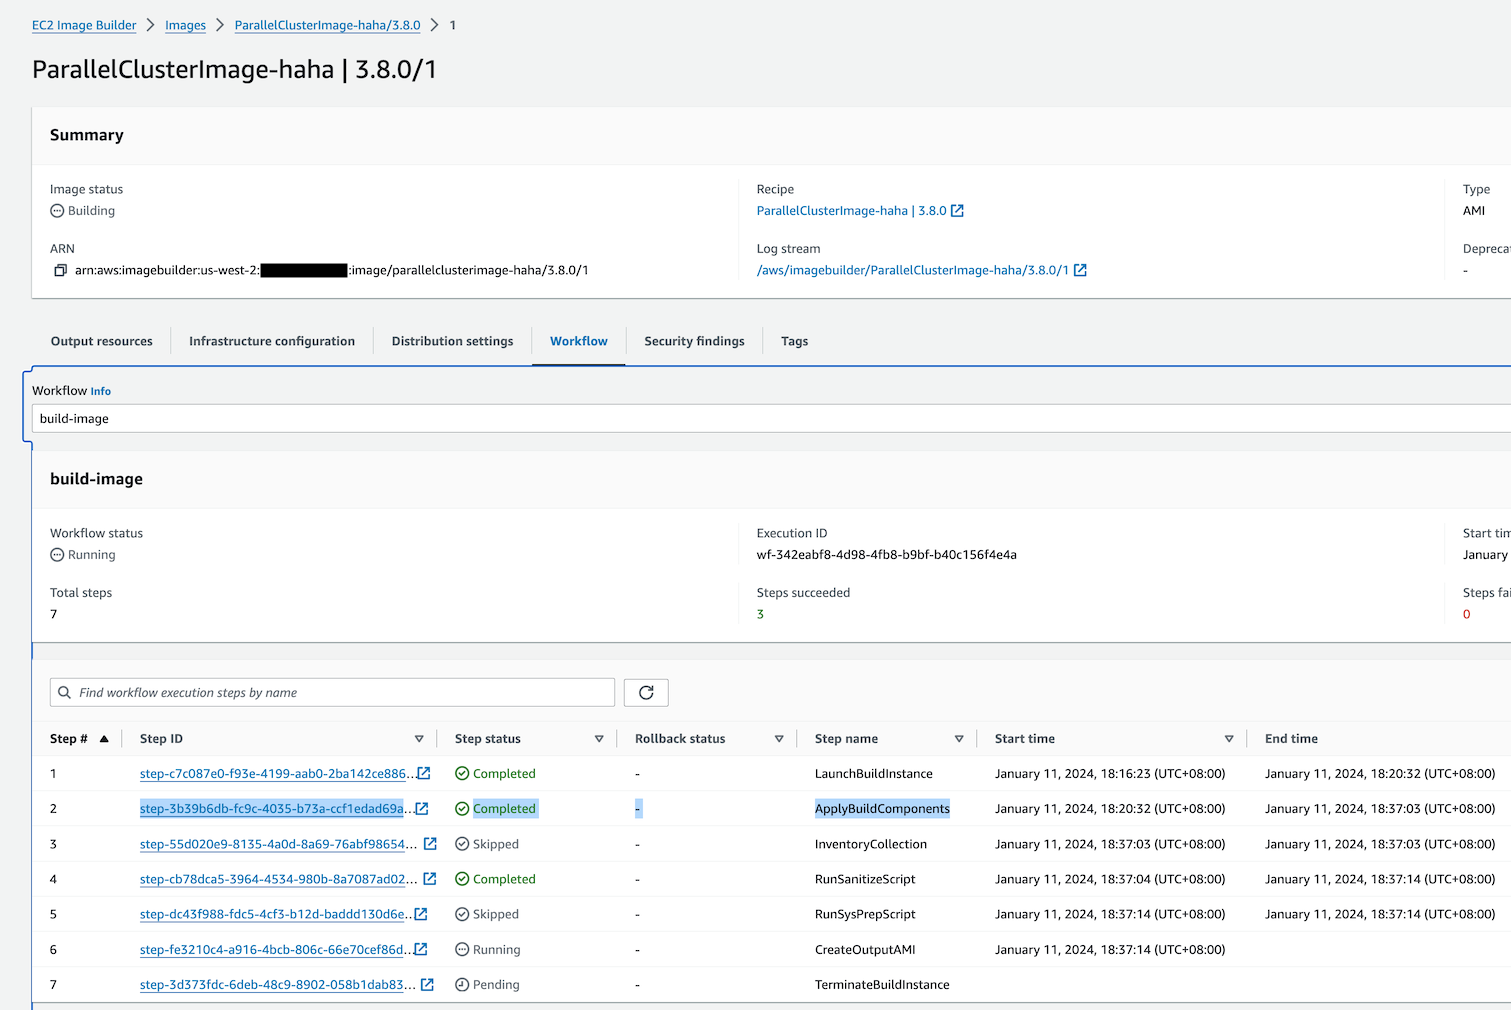 EC2 Image Builder > Images > ParallelClusterImage-haha/3.8.0 > 1
ParallelClusterImage-haha | 3.8.0/1
Summary
Image status Recipe Type
Building ParallelClusterImage-haha | 3.8.0 AMI
ARN Log stream Deprecat
arn:aws:imagebuilder:us-west-2: :image/parallelclusterimage-haha/3.8.0/1 /aws/imagebuilder/ParallelClusterImage-haha/3.8.0/1 -
Output resources Infrastructure configuration Distribution settings Workflow Security findings Tags
Workflow Info
build-image
build-image
Workflow status Execution ID Start tim
Running wf-342eabf8-4d98-4fb8-b9bf-b40c156f4e4a January
Total steps Steps succeeded Steps fai
7 3 0
Find workflow execution steps by name
Step # Step ID Step status Rollback status Step name Start time End time
1 step-c7c087e0-f93e-4199-aab0-2ba142ce886... Completed - LaunchBuildInstance January 11, 2024, 18:16:23 (UTC+08:00) January 11, 2024, 18:20:32 (UTC+08:00)
2 step-3b39b6db-fc9c-4035-b73a-ccf1edad69a... Completed - ApplyBuildComponents January 11, 2024, 18:20:32 (UTC+08:00) January 11, 2024, 18:37:03 (UTC+08:00)
3 step-55d020e9-8135-4a0d-8a69-76abf98654... Skipped - InventoryCollection January 11, 2024, 18:37:03 (UTC+08:00) January 11, 2024, 18:37:03 (UTC+08:00)
4 step-cb78dca5-3964-4534-980b-8a7087ad02... Completed - RunSanitizeScript January 11, 2024, 18:37:04 (UTC+08:00) January 11, 2024, 18:37:14 (UTC+08:00)
5 step-dc43f988-fdc5-4cf3-b12d-baddd130d6e... Skipped - RunSysPrepScript January 11, 2024, 18:37:14 (UTC+08:00) January 11, 2024, 18:37:14 (UTC+08:00)
6 step-fe3210c4-a916-4bcb-806c-66e70cef86d... Running - CreateOutputAMI January 11, 2024, 18:37:14 (UTC+08:00)
7 step-3d373fdc-6deb-48c9-8902-058b1dab83... Pending - TerminateBuildInstance